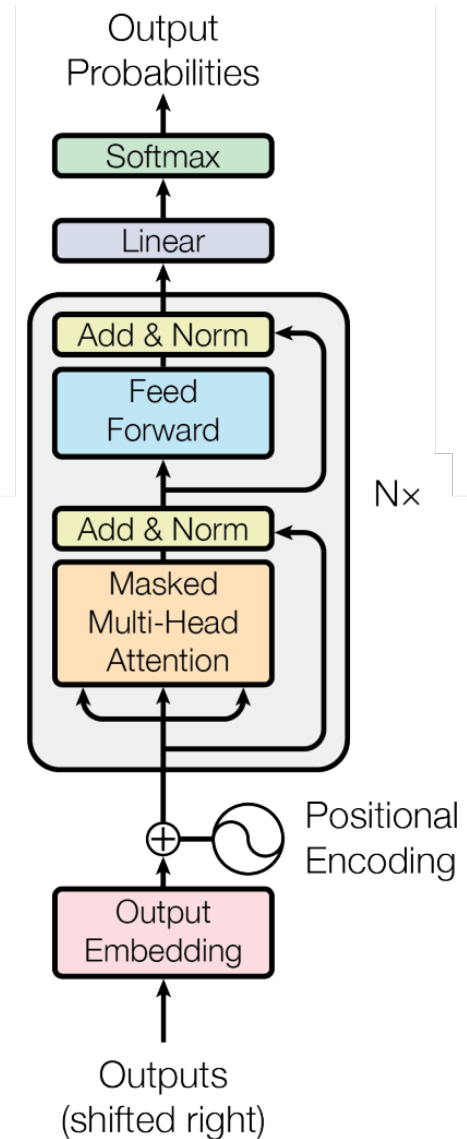 Output
Probabilities
Softmax
Linear
Add & Norm
Feed
Forward
N×
Add & Norm
Masked
Multi-Head
Attention
Positional
Encoding
Output
Embedding
Outputs
(shifted right)